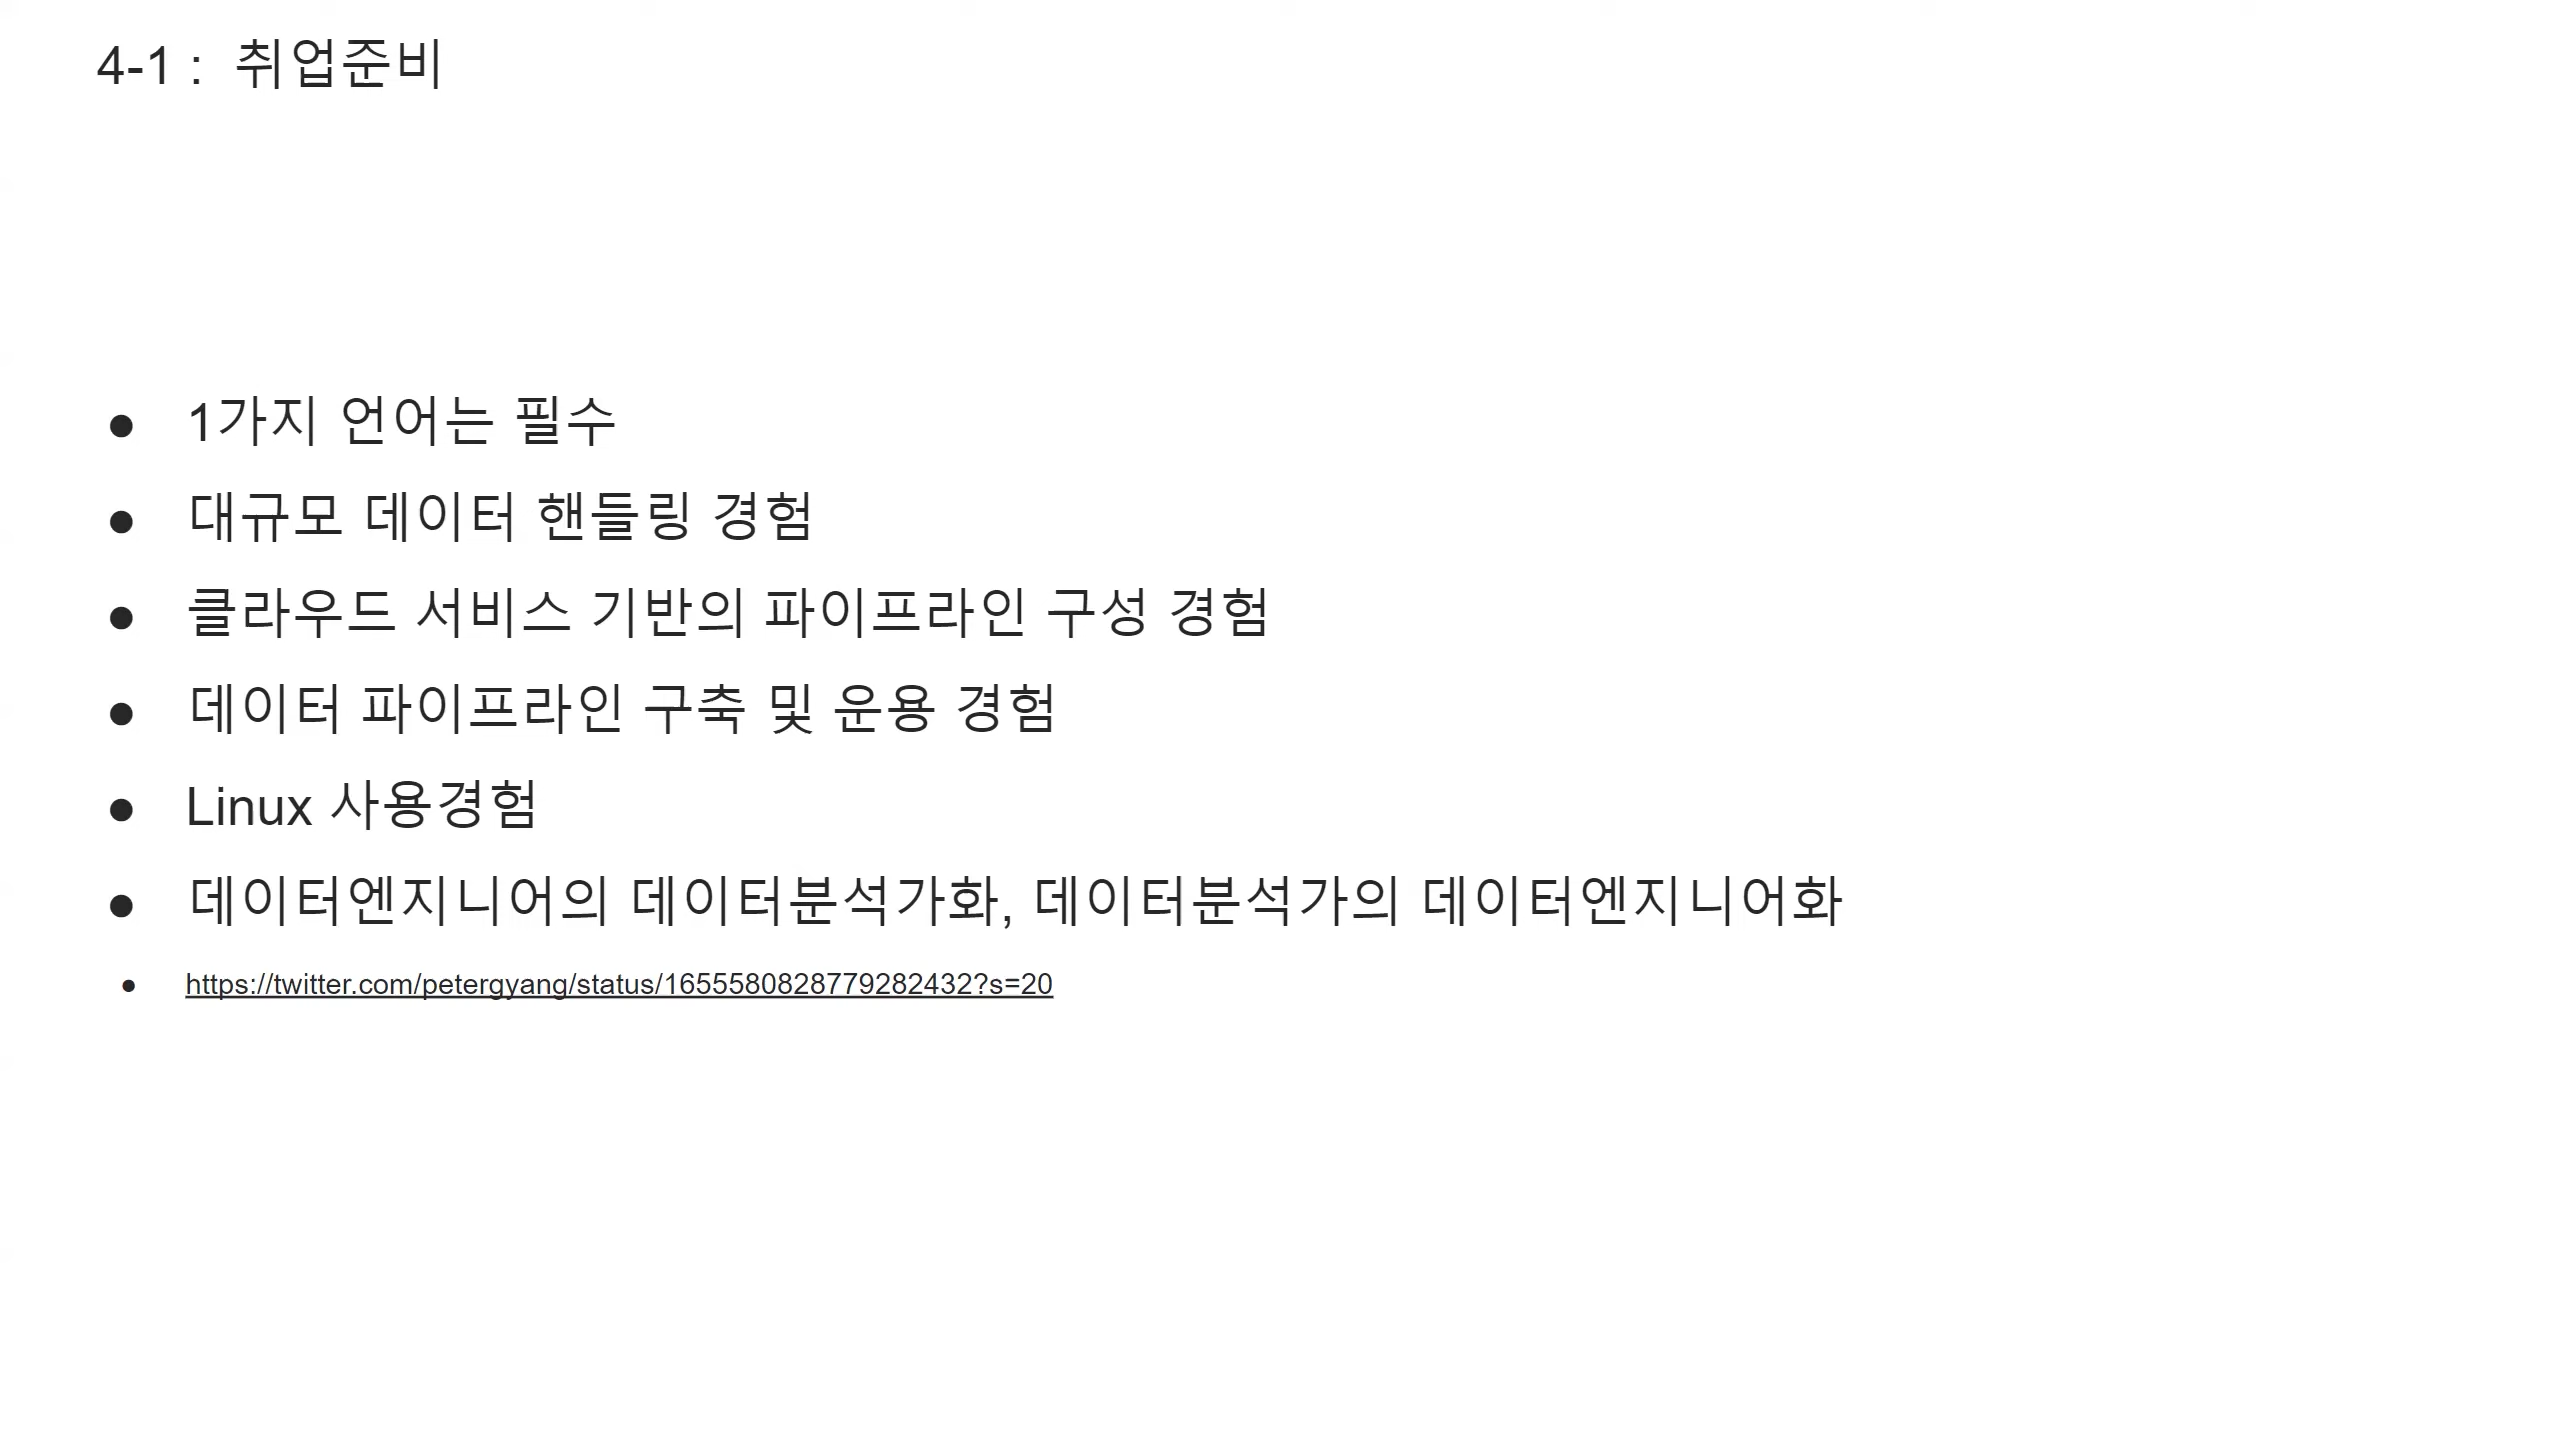 4-1 : 취업준비
● 1가지 언어는 필수
● 대규모 데이터 핸들링 경험
● 클라우드 서비스 기반의 파이프라인 구성 경험
● 데이터 파이프라인 구축 및 운용 경험
● Linux 사용경험
● 데이터엔지니어의 데이터분석가화, 데이터분석가의 데이터엔지니어화
● https://twitter.com/petergyang/status/1655580828779282432?s=20